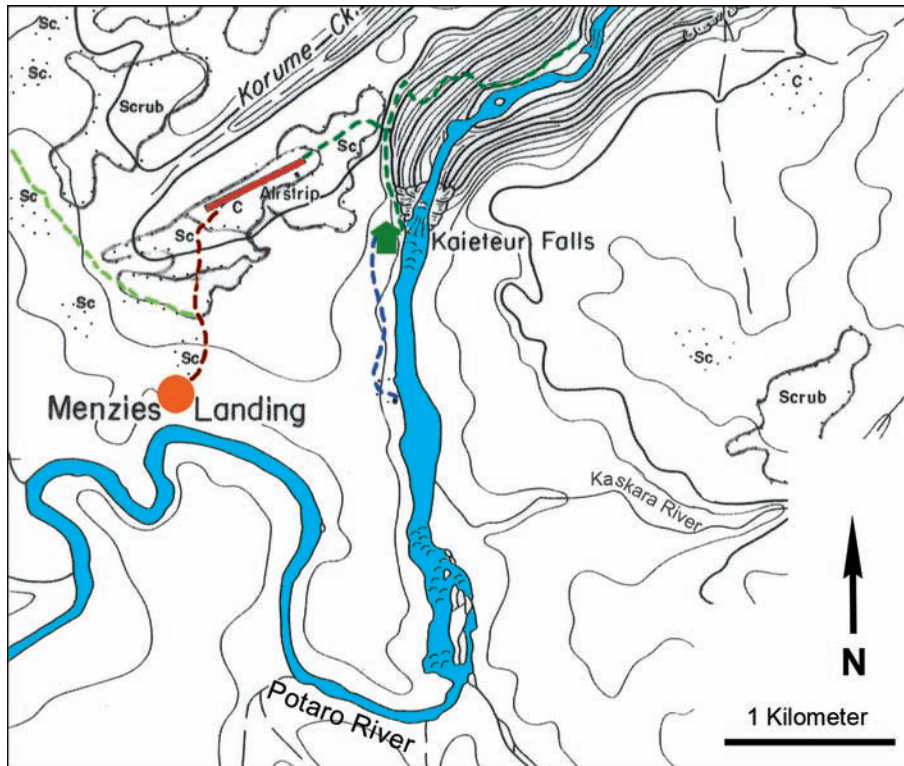 Sc.
Korume Ck.
C
Sc
Scrub
Sc.
Airstrip
C
Sc
Sc
Kaieteur Falls
Sc
Sc
Sc
Scrub
Menzies Landing
Kaskara River
N
Potaro River
1 Kilometer